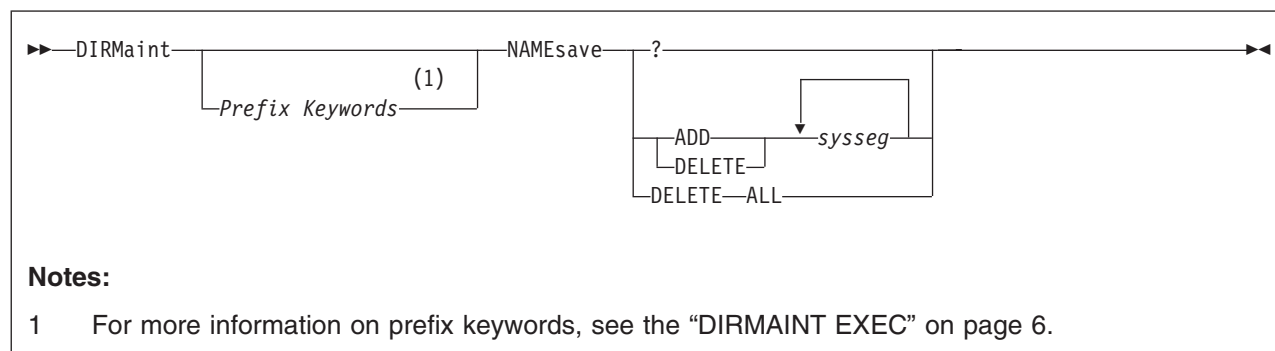 DIRMaint NAMEsave ?
(1)
Prefix Keywords
ADD sysseg
DELETE
DELETE ALL
Notes:
1 For more information on prefix keywords, see the “DIRMAINT EXEC” on page 6.